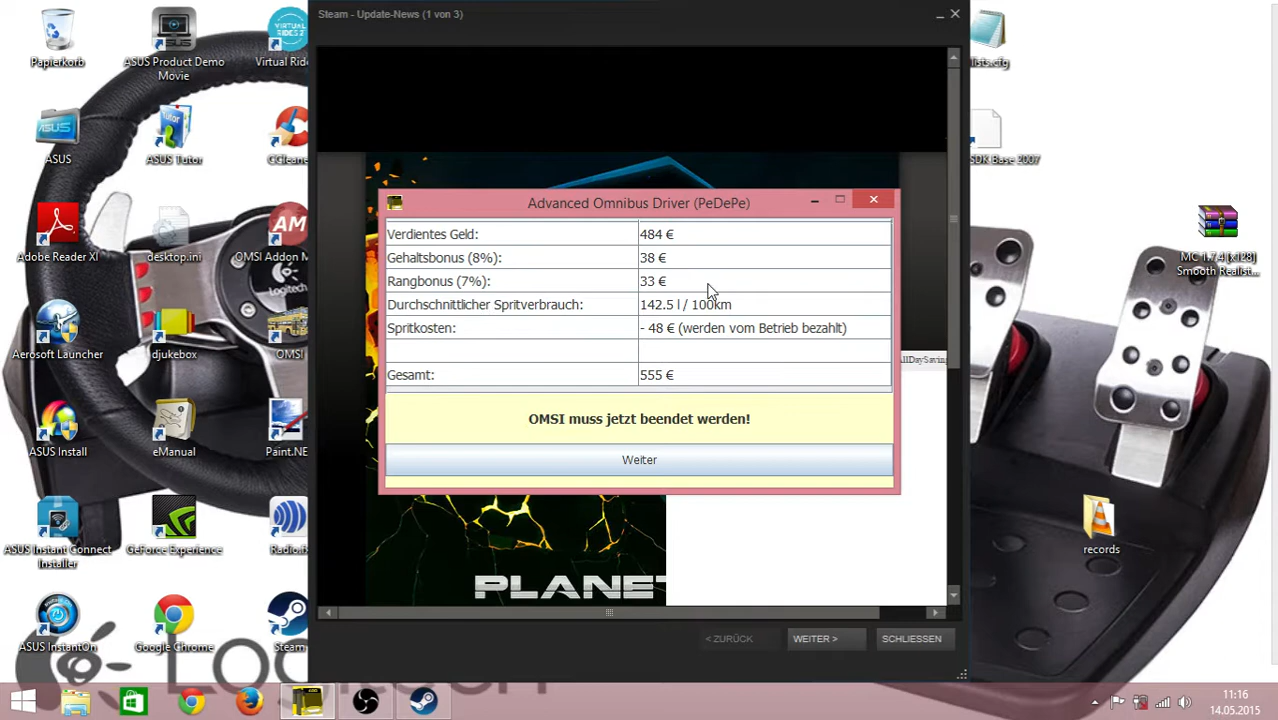 Steam - Update-News (1 von 3)
Papierkorb
ASUS Product Demo Movie
Virtual Ride
lists.cfg
ASUS
ASUS Tutor
CCleane
SDK Base 2007
Advanced Omnibus Driver (PeDePe)
Verdientes Geld: 484 €
Gehaltsbonus (8%): 38 €
Rangbonus (7%): 33 €
Durchschnittlicher Spritverbrauch: 142.5 l / 100km
Spritkosten: - 48 € (werden vom Betrieb bezahlt)
Gesamt: 555 €
OMSI muss jetzt beendet werden!
Weiter
Adobe Reader XI
desktop.ini
OMSI Addon M
MC 1.7.4 [x128]
Smooth Realist...
Aerosoft Launcher
djukebox
OMSI
AllDaySaving
ASUS Install
eManual
Paint.NE
ASUS Instant Connect
Installer
GeForce Experience
Radio.fx
records
PLANET
ASUS InstantOn
Google Chrome
Steam
< ZURÜCK
WEITER >
SCHLIESSEN
11:16
14.05.2015